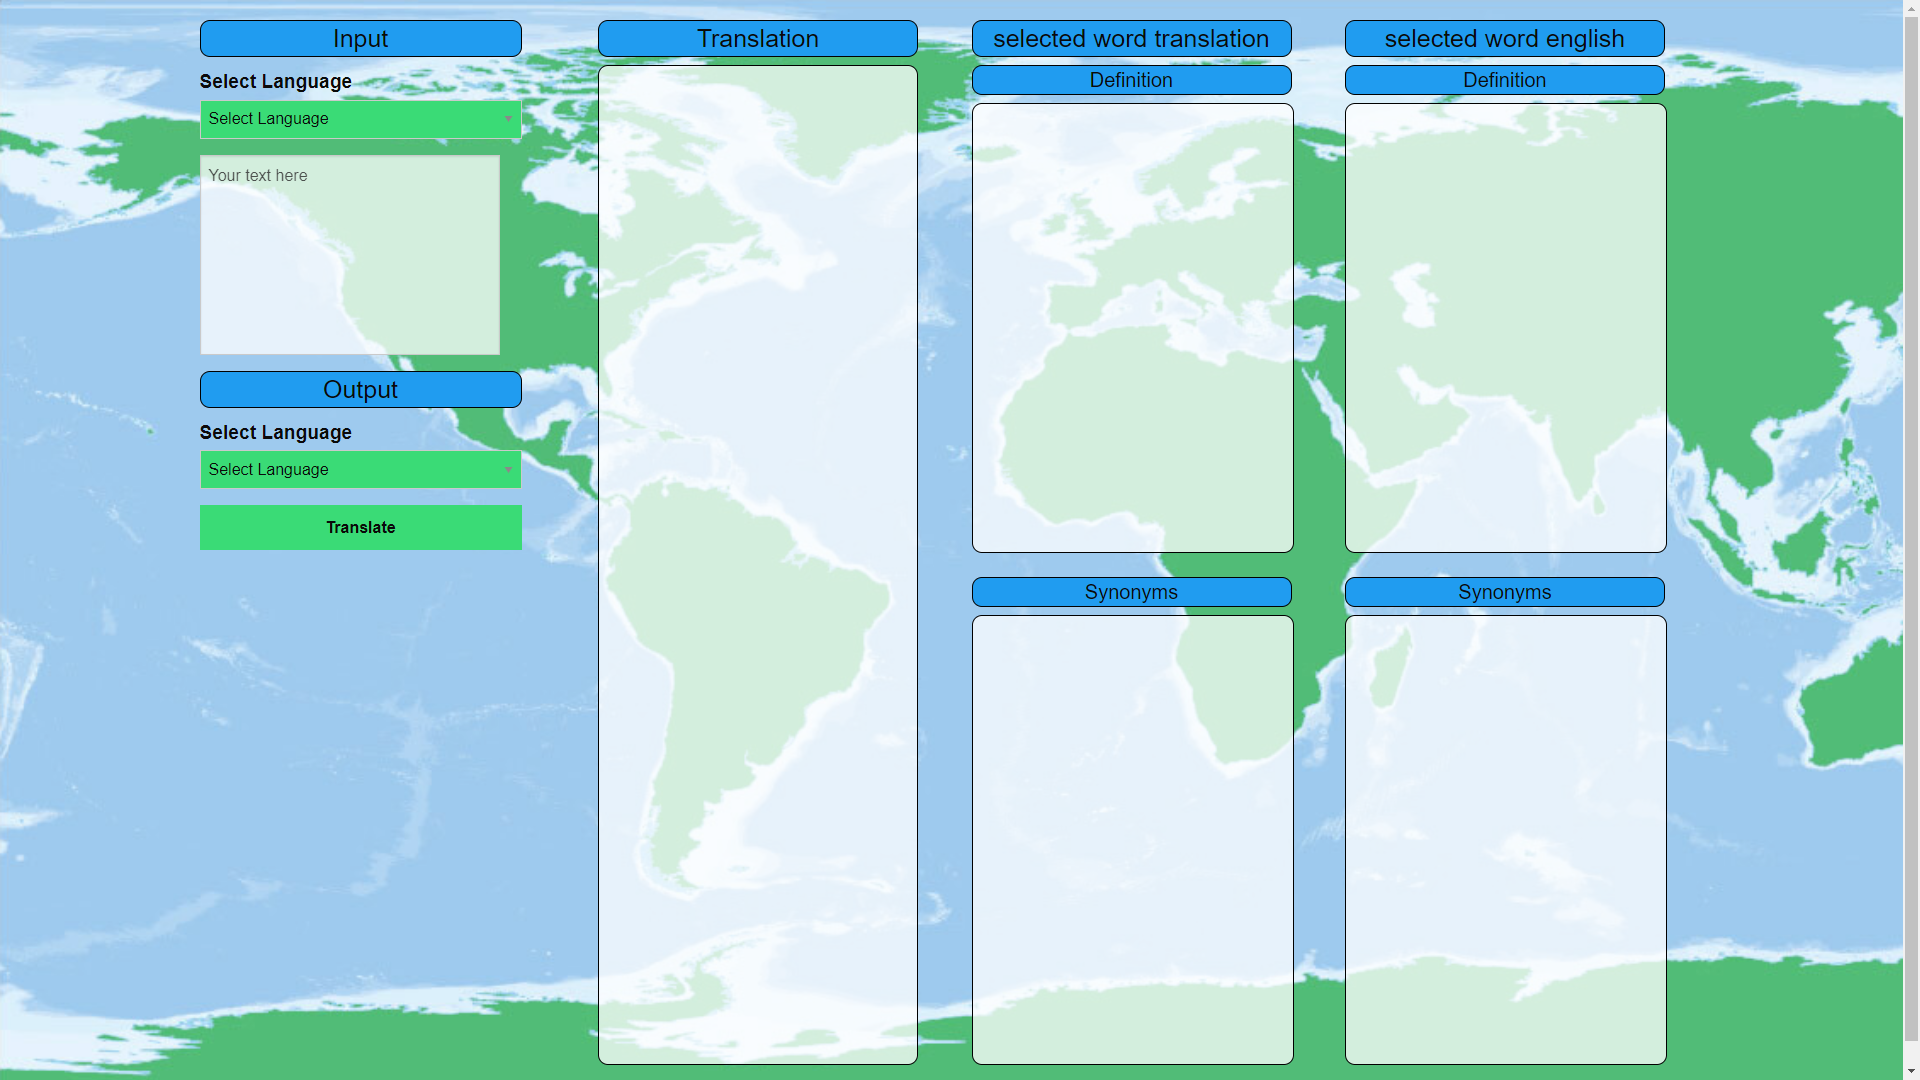 Input
Select Language
Select Language
Your text here
Output
Select Language
Select Language
Translate
Translation
selected word translation
Definition
Synonyms
selected word english
Definition
Synonyms